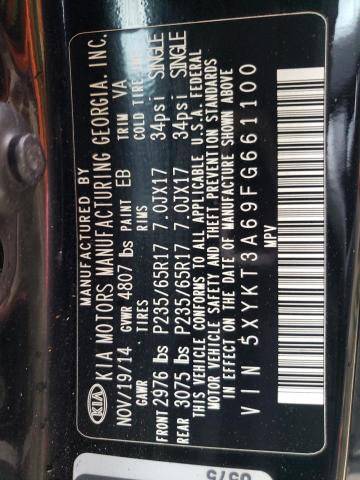 KIA
MANUFACTURED BY
KIA MOTORS MANUFACTURING GEORGIA, INC.
NOV/19/14 GVWR 4807 lbs PAINT EB TRIM VA
GAWR TIRES RIMS COLD TIRE
FRONT 2976 lbs P235/65R17 7.0JX17 34psi SINGLE
REAR 3075 lbs P235/65R17 7.0JX17 34psi SINGLE
THIS VEHICLE CONFORMS TO ALL APPLICABLE U.S.A. FEDERAL
MOTOR VEHICLE SAFETY AND THEFT PREVENTION STANDARDS
IN EFFECT ON THE DATE OF MANUFACTURE SHOWN ABOVE
VIN 5XYKT3A69FG661100
MPV